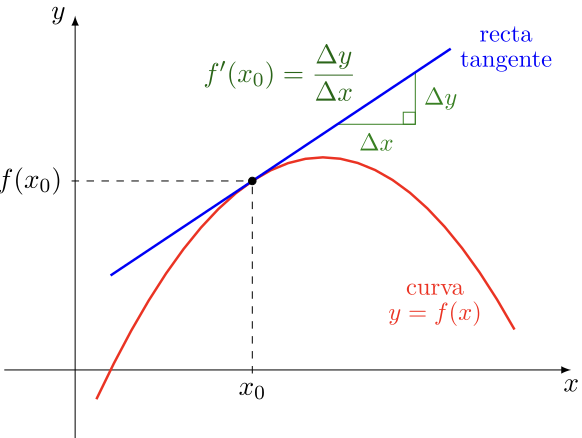 y
recta
tangente
f′(x₀) = Δy/Δx
Δy
Δx
f(x₀)
curva
y = f(x)
x₀
x